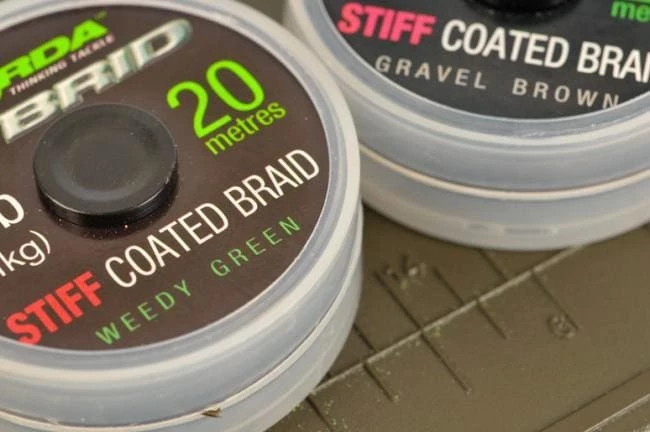 RDA
THINKING TACKLE
BRID
20
metres
kg)
STIFF COATED BRAID
WEEDY GREEN
me
STIFF COATED BRAI
GRAVEL BROWN